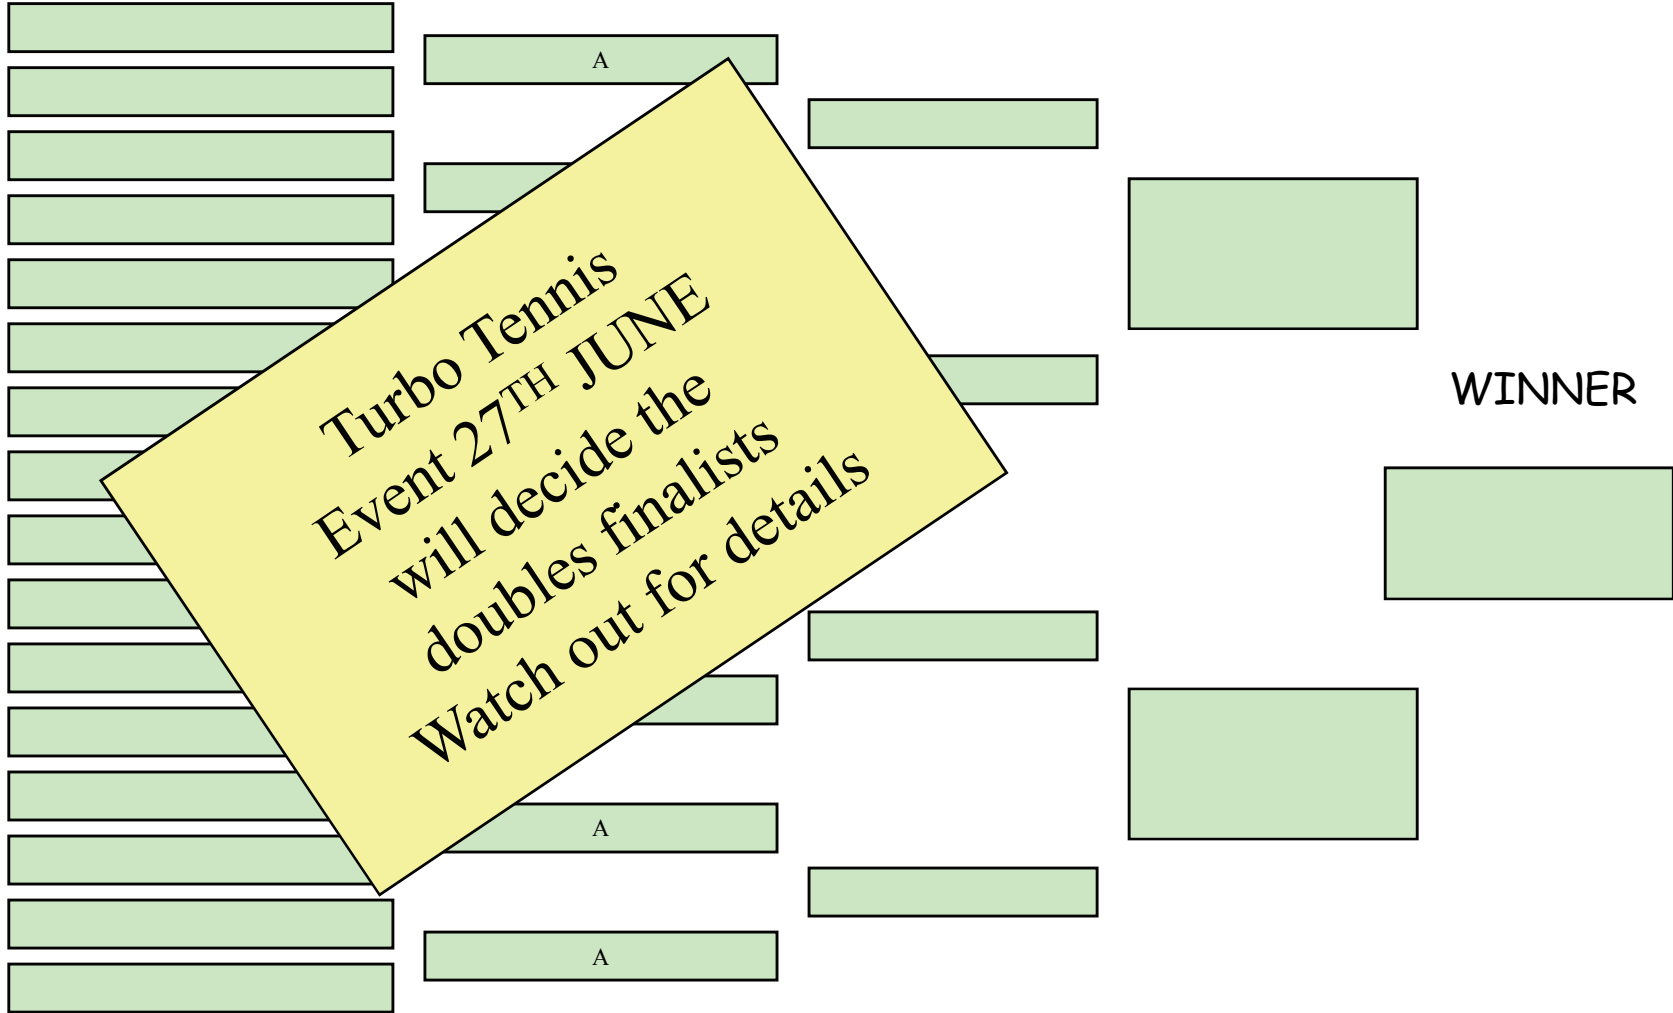 A
Turbo Tennis
Event 27TH JUNE
will decide the
doubles finalists
Watch out for details
WINNER
A
A